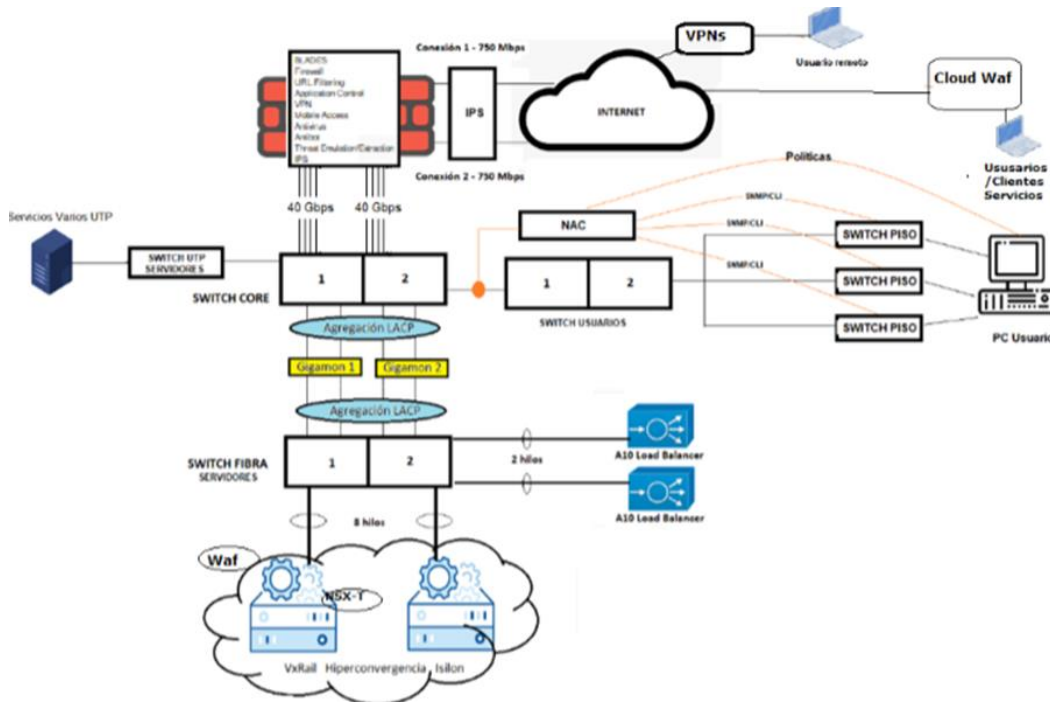 BLADES
Firewall
URL Filtering
Application Control
VPN
Mobile Access
Antivirus
Antibot
Threat Emulation/Extraction
IPS
Conexión 1 - 750 Mbps
IPS
Conexión 2 - 750 Mbps
INTERNET
VPNs
Usuario remoto
Cloud Waf
Ususarios
/Clientes
Servicios
Políticas
40 Gbps
40 Gbps
Servicios Varios UTP
SWITCH UTP
SERVIDORES
SWITCH CORE
1
2
NAC
SNMP/CLI
SNMP/CLI
SNMP/CLI
1
2
SWITCH USUARIOS
SWITCH PISO
SWITCH PISO
SWITCH PISO
PC Usuario
Agregación LACP
Gigamon 1
Gigamon 2
Agregación LACP
SWITCH FIBRA
SERVIDORES
1
2
2 hilos
A10 Load Balancer
A10 Load Balancer
8 hilos
Waf
NSX-T
VxRail
Hiperconvergencia
Isilon